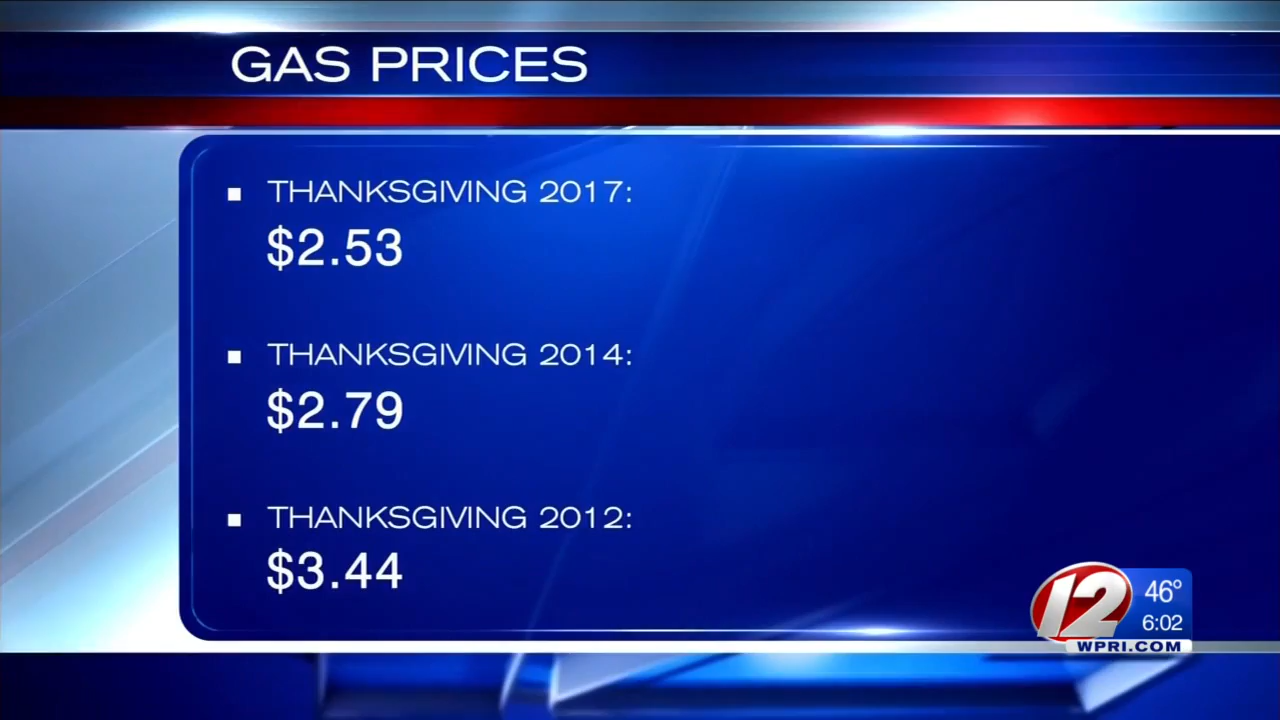 GAS PRICES
▪ THANKSGIVING 2017:
$2.53
▪ THANKSGIVING 2014:
$2.79
▪ THANKSGIVING 2012:
$3.44
12
46°
6:02
WPRI.COM